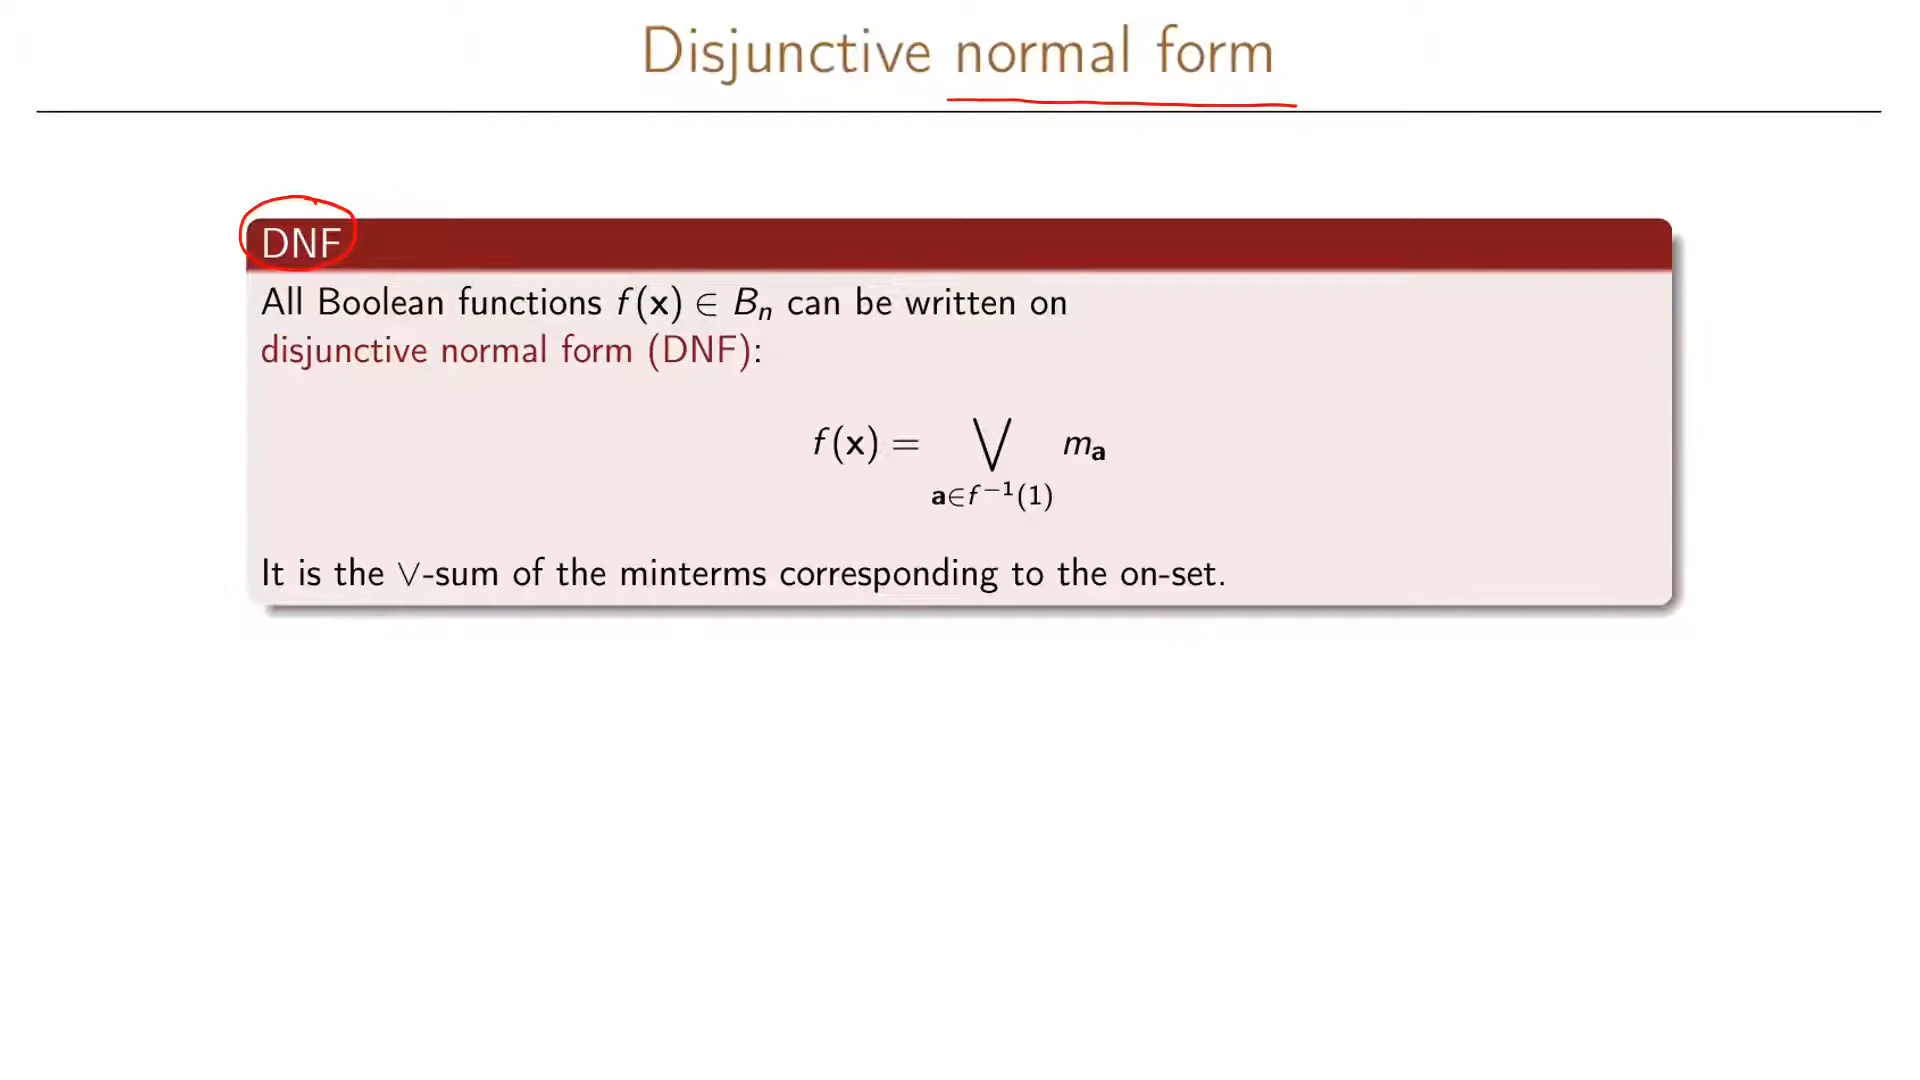 Disjunctive normal form
DNF
All Boolean functions f(x) ∈ Bₙ can be written on
disjunctive normal form (DNF):
f(x) = ⋁ mₐ
a∈f⁻¹(1)
It is the ∨-sum of the minterms corresponding to the on-set.